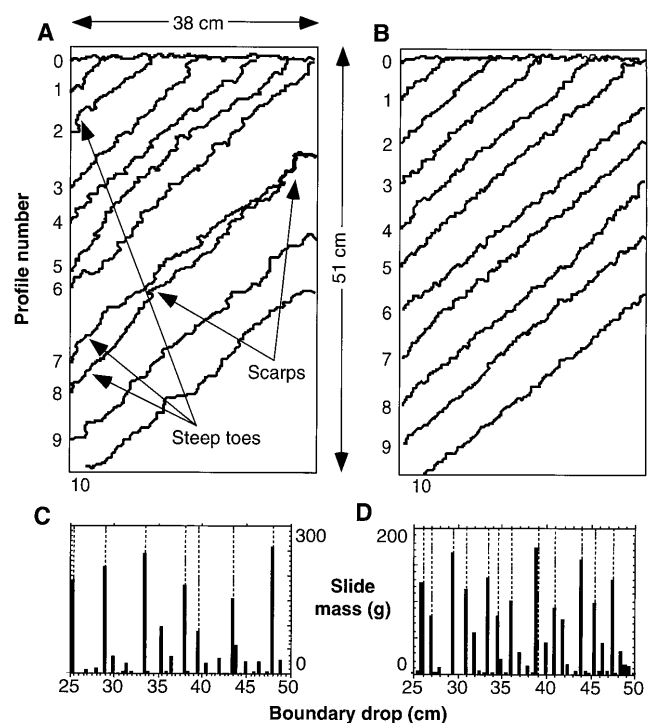 A
38 cm
B
0
1
2
3
4
5
6
7
8
9
10
Profile number
Scarps
Steep toes
51 cm
0
1
2
3
4
5
6
7
8
9
10
C
300
0
25 30 35 40 45 50
D
200
0
25 30 35 40 45 50
Slide
mass (g)
Boundary drop (cm)